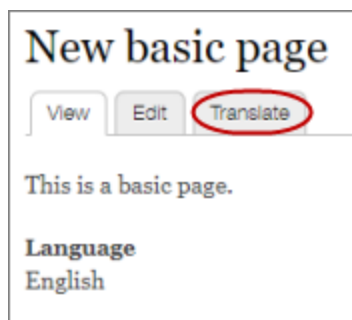 New basic page
View Edit Translate
This is a basic page.
Language
English